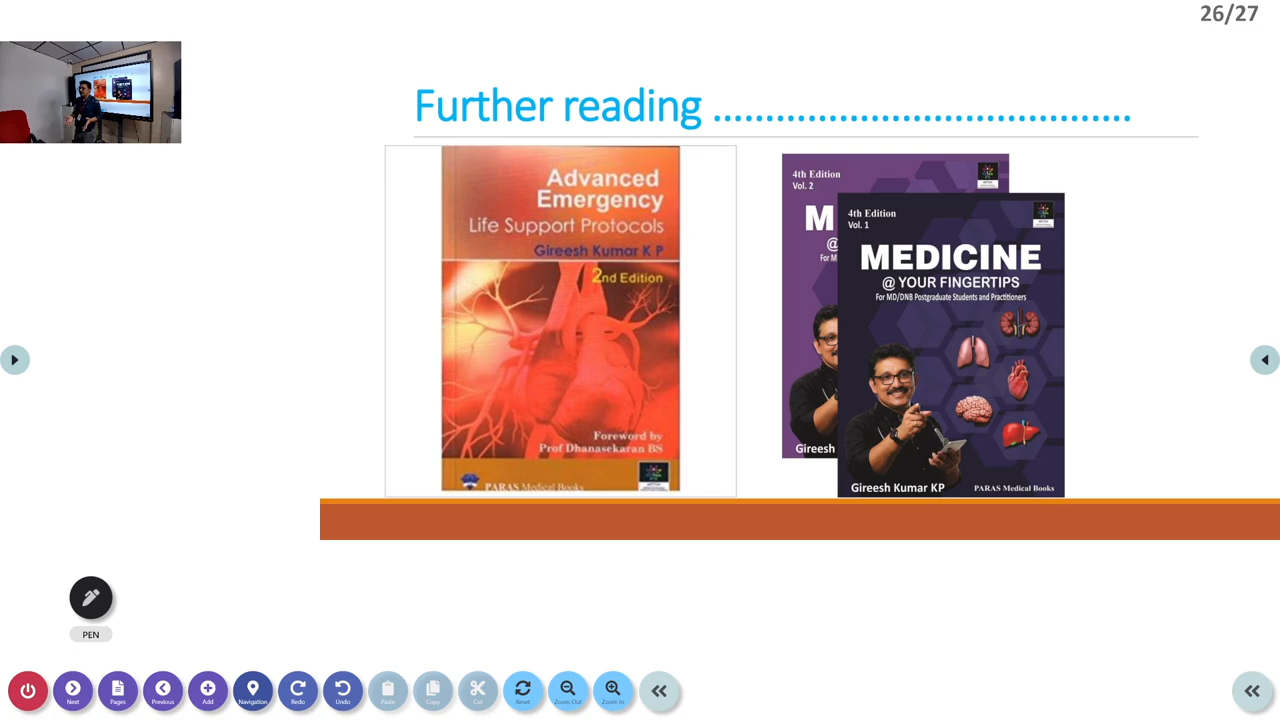 26/27
Further reading ........................................
Advanced
Emergency
Life Support Protocols
Gireesh Kumar K P
2nd Edition
Foreword by
Prof Dhanasekaran BS
PARAS Medical Books
4th Edition
Vol. 2
M
@
For M
Gireesh
4th Edition
Vol. 1
MEDICINE
@ YOUR FINGERTIPS
For MD/DNB Postgraduate Students and Practitioners
Gireesh Kumar KP
PARAS Medical Books
PEN
Next
Pages
Previous
Add
Navigation
Redo
Undo
Paste
Copy
Cut
Reset
Zoom Out
Zoom In